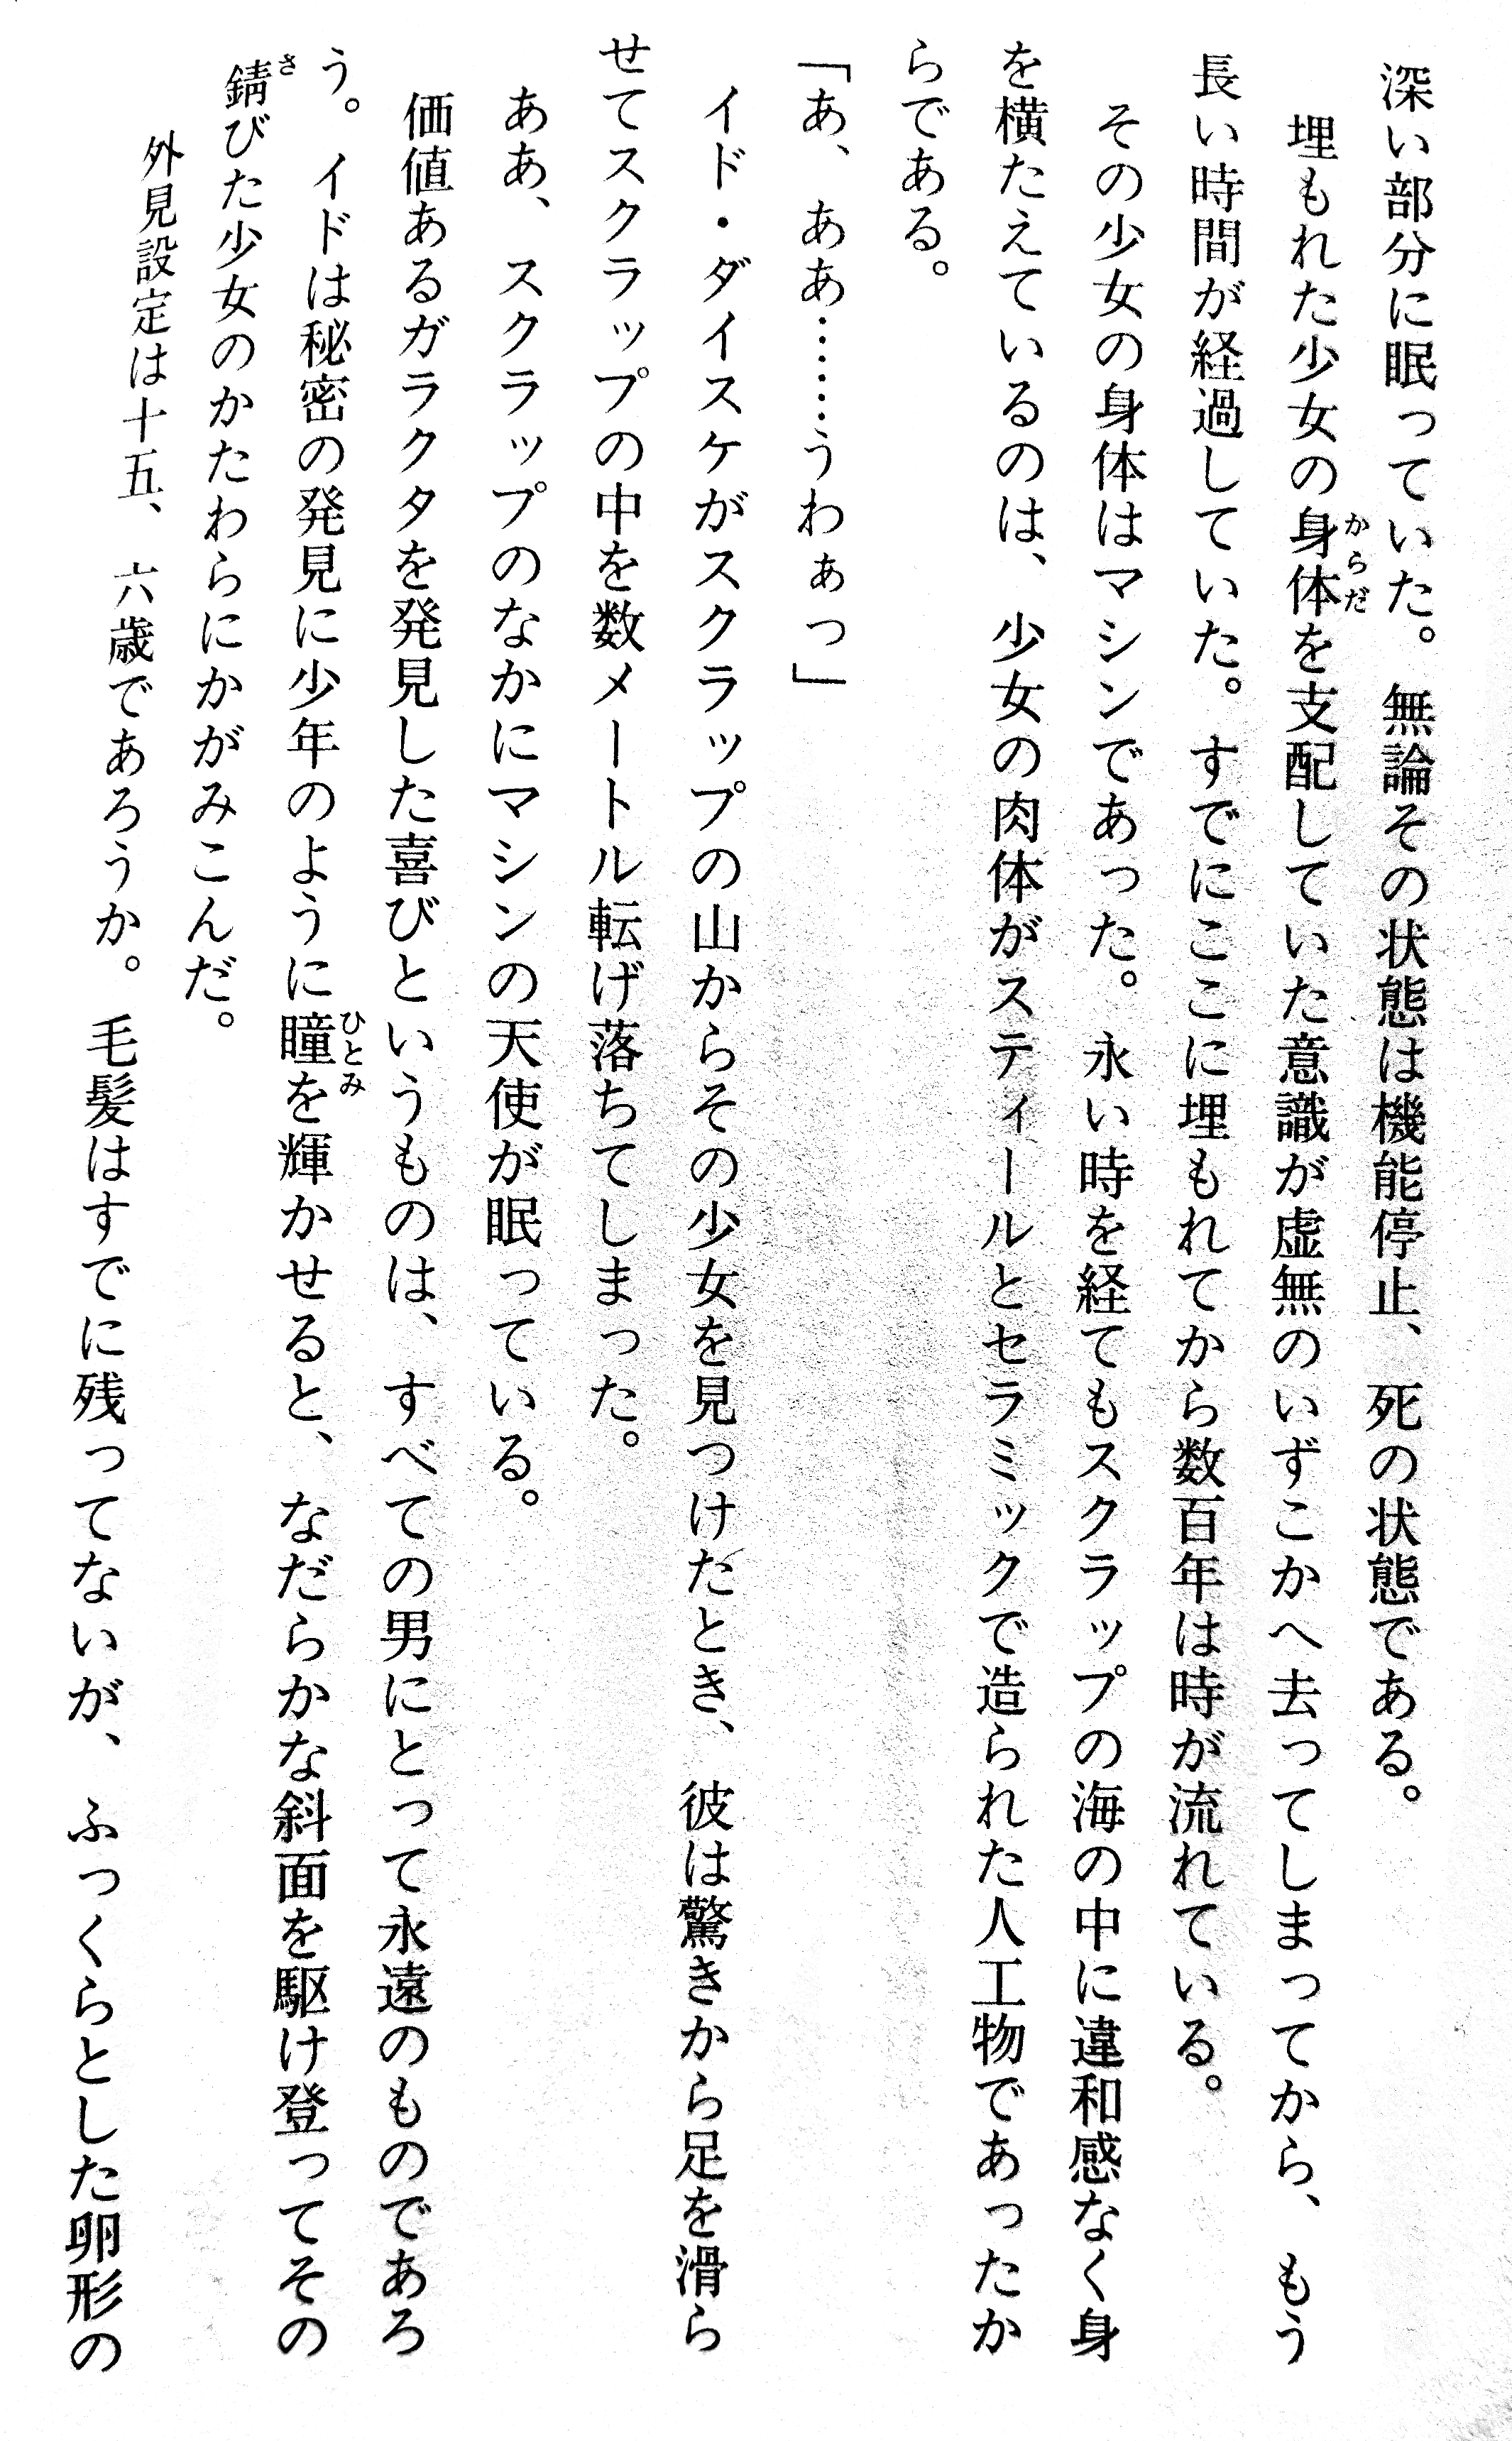 深い部分に眠っていた。無論その状態は機能停止、死の状態である。
埋もれた少女の身体を支配していた意識が虚無のいずこかへ去ってしまってから、もう
からだ
長い時間が経過していた。すでにここに埋もれてから数百年は時が流れている。
その少女の身体はマシンであった。永い時を経てもスクラップの海の中に違和感なく身
を横たえているのは、少女の肉体がスティールとセラミックで造られた人工物であったか
らである。
「あ、ああ……うわぁっ」
イド・ダイスケがスクラップの山からその少女を見つけたとき、彼は驚きから足を滑ら
せてスクラップの中を数メートル転げ落ちてしまった。
ああ、スクラップのなかにマシンの天使が眠っている。
価値あるガラクタを発見した喜びというものは、すべての男にとって永遠のものであろ
う。イドは秘密の発見に少年のように瞳を輝かせると、なだらかな斜面を駆け登ってその
ひとみ
錆びた少女のかたわらにかがみこんだ。
さ
外見設定は十五、六歳であろうか。毛髪はすでに残ってないが、ふっくらとした卵形の